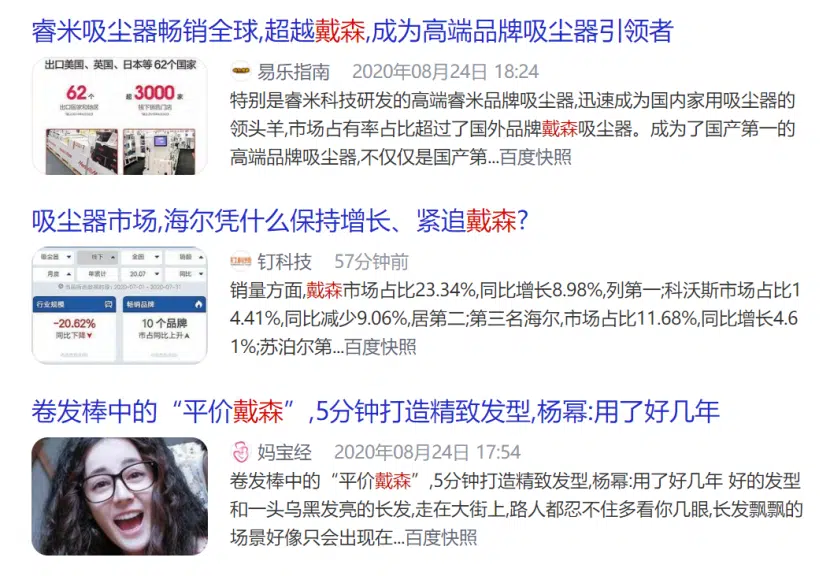 睿米吸尘器畅销全球,超越戴森,成为高端品牌吸尘器引领者
出口美国、英国、日本等62个国家
62个
超3000家
易乐指南 2020年08月24日 18:24
特别是睿米科技研发的高端睿米品牌吸尘器,迅速成为国内家用吸尘器的
领头羊,市场占有率占比超过了国外品牌戴森吸尘器。成为了国产第一的
高端品牌吸尘器,不仅仅是国产第...百度快照
吸尘器市场,海尔凭什么保持增长、紧追戴森?
吸尘器 线下 全国 销额
月度 年累计 20.07 同比
行业规模 畅销品牌
-20.62% 10 个品牌
同比下降 市占同比上升
钉科技 57分钟前
销量方面,戴森市场占比23.34%,同比增长8.98%,列第一;科沃斯市场占比1
4.41%,同比减少9.06%,居第二;第三名海尔,市场占比11.68%,同比增长4.6
1%;苏泊尔第...百度快照
卷发棒中的“平价戴森”,5分钟打造精致发型,杨幂:用了好几年
妈宝经 2020年08月24日 17:54
卷发棒中的“平价戴森”,5分钟打造精致发型,杨幂:用了好几年 好的发型
和一头乌黑发亮的长发,走在大街上,路人都忍不住多看你几眼,长发飘飘的
场景好像只会出现在...百度快照